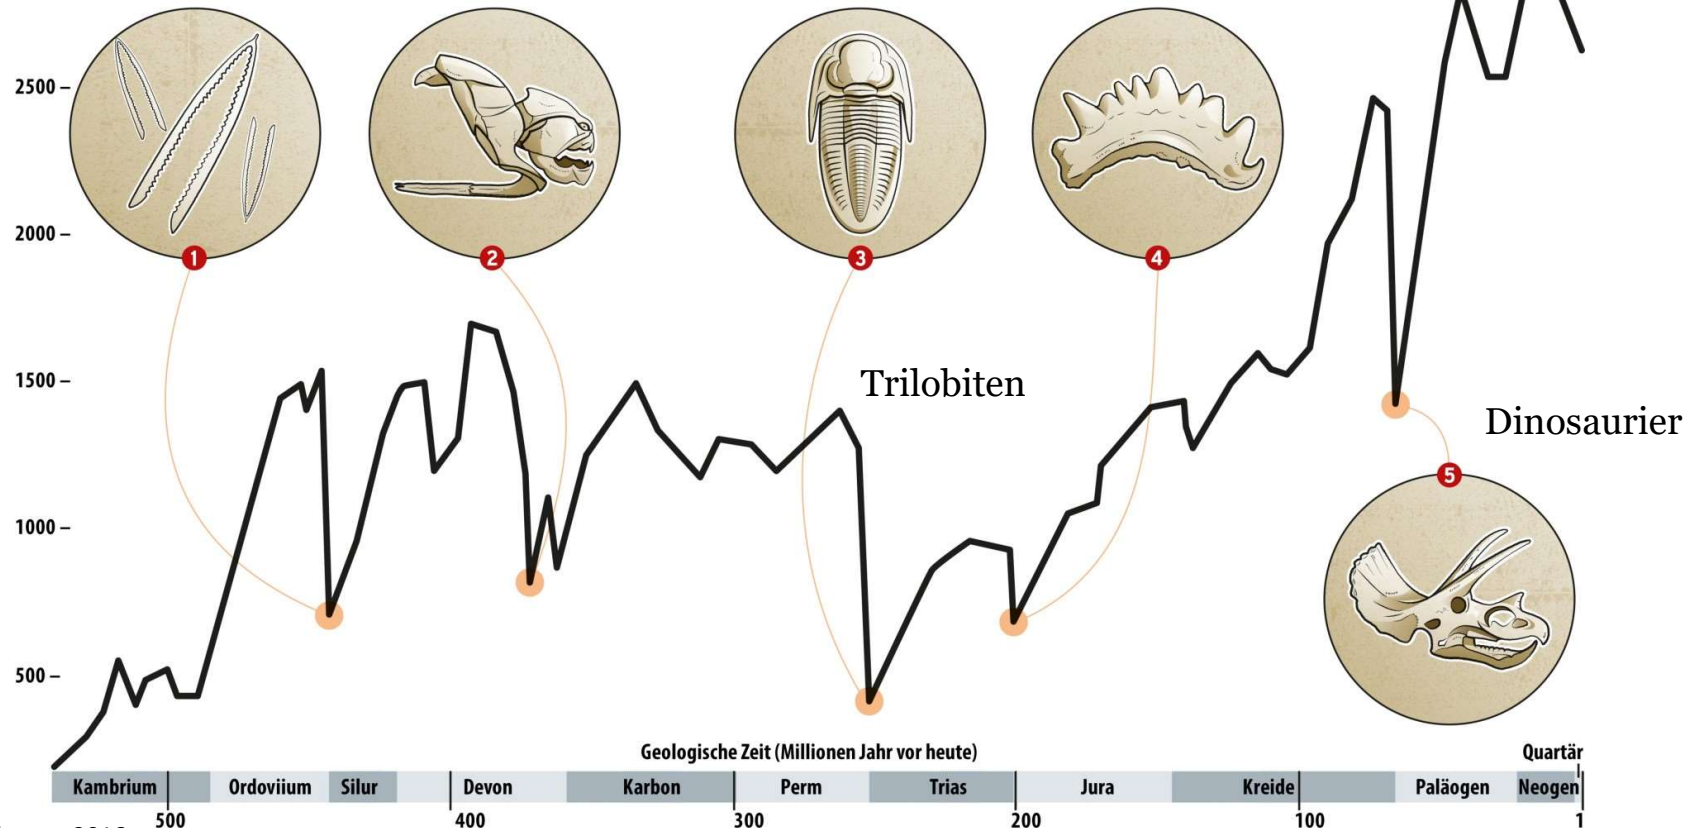 2500 –
2000 –
1500 –
1000 –
500 –
1
2
3
4
5
Trilobiten
Dinosaurier
Geologische Zeit (Millionen Jahr vor heute)
Quartär
Kambrium Ordoviium Silur Devon Karbon Perm Trias Jura Kreide Paläogen Neogen
500 400 300 200 100 1